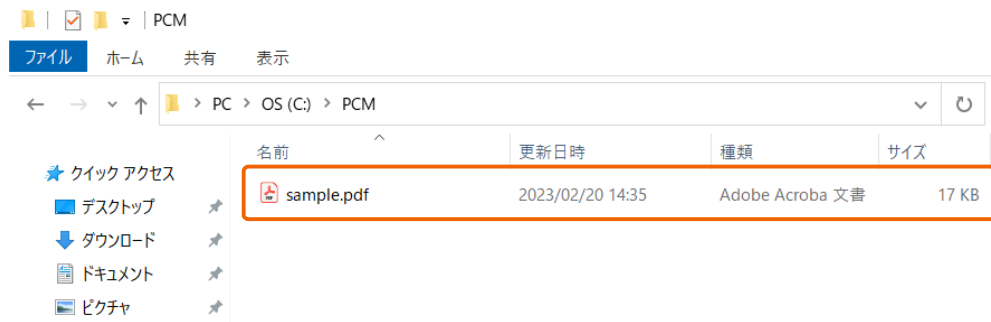 PCM
ファイル ホーム 共有 表示
PC > OS (C:) > PCM
名前 更新日時 種類 サイズ
クイック アクセス
sample.pdf 2023/02/20 14:35 Adobe Acroba 文書 17 KB
デスクトップ
ダウンロード
ドキュメント
ピクチャ